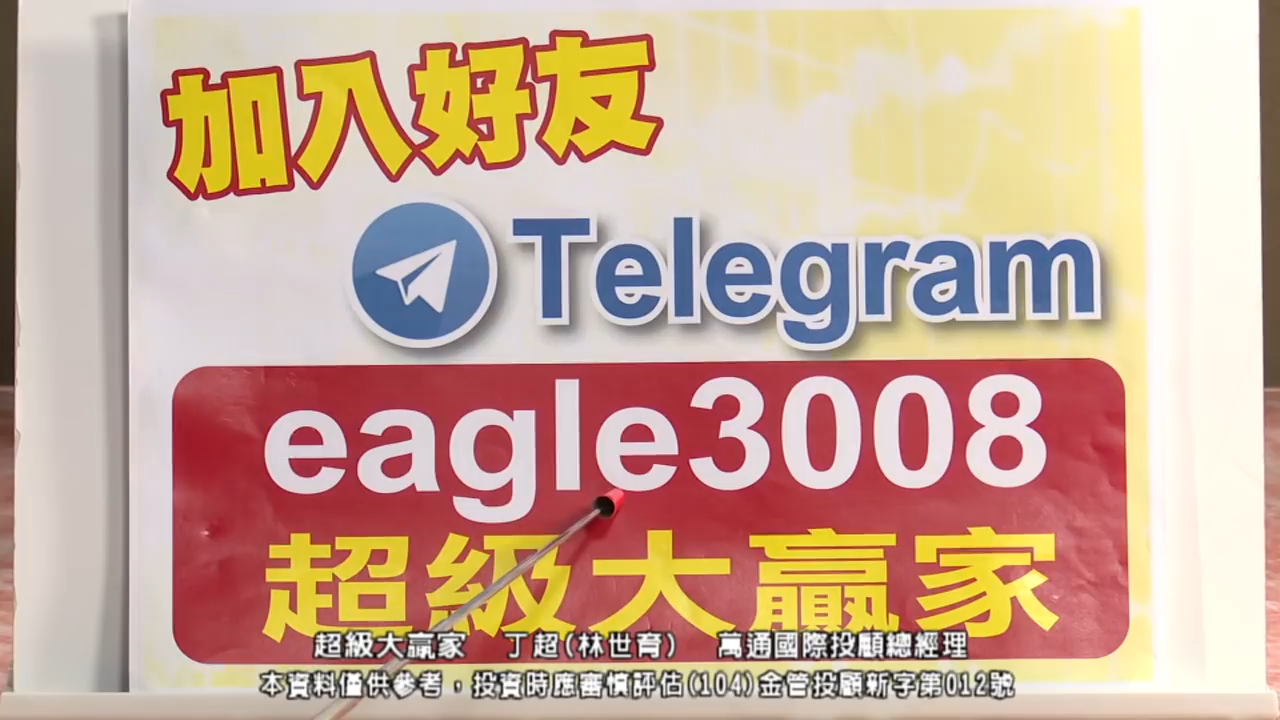 加入好友
Telegram
eagle3008
超級大贏家
超級大贏家 丁超(林世育) 萬通國際投顧總經理
本資料僅供參考，投資時應審慎評估(104)金管投顧新字第012號